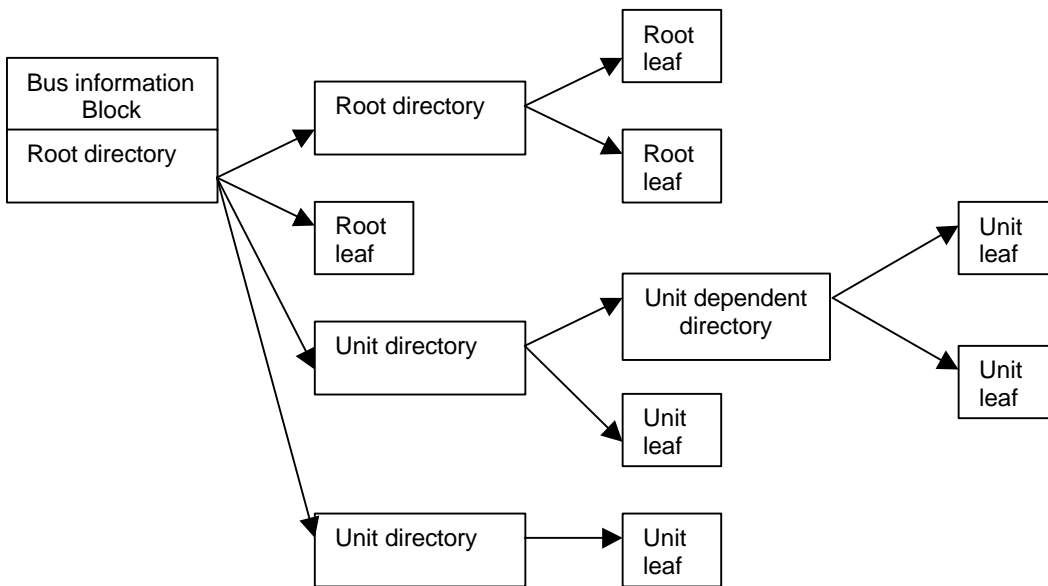 Bus information
Block
Root directory
Root directory
Root
leaf
Root
leaf
Root
leaf
Unit directory
Unit dependent
directory
Unit
leaf
Unit
leaf
Unit
leaf
Unit directory
Unit
leaf